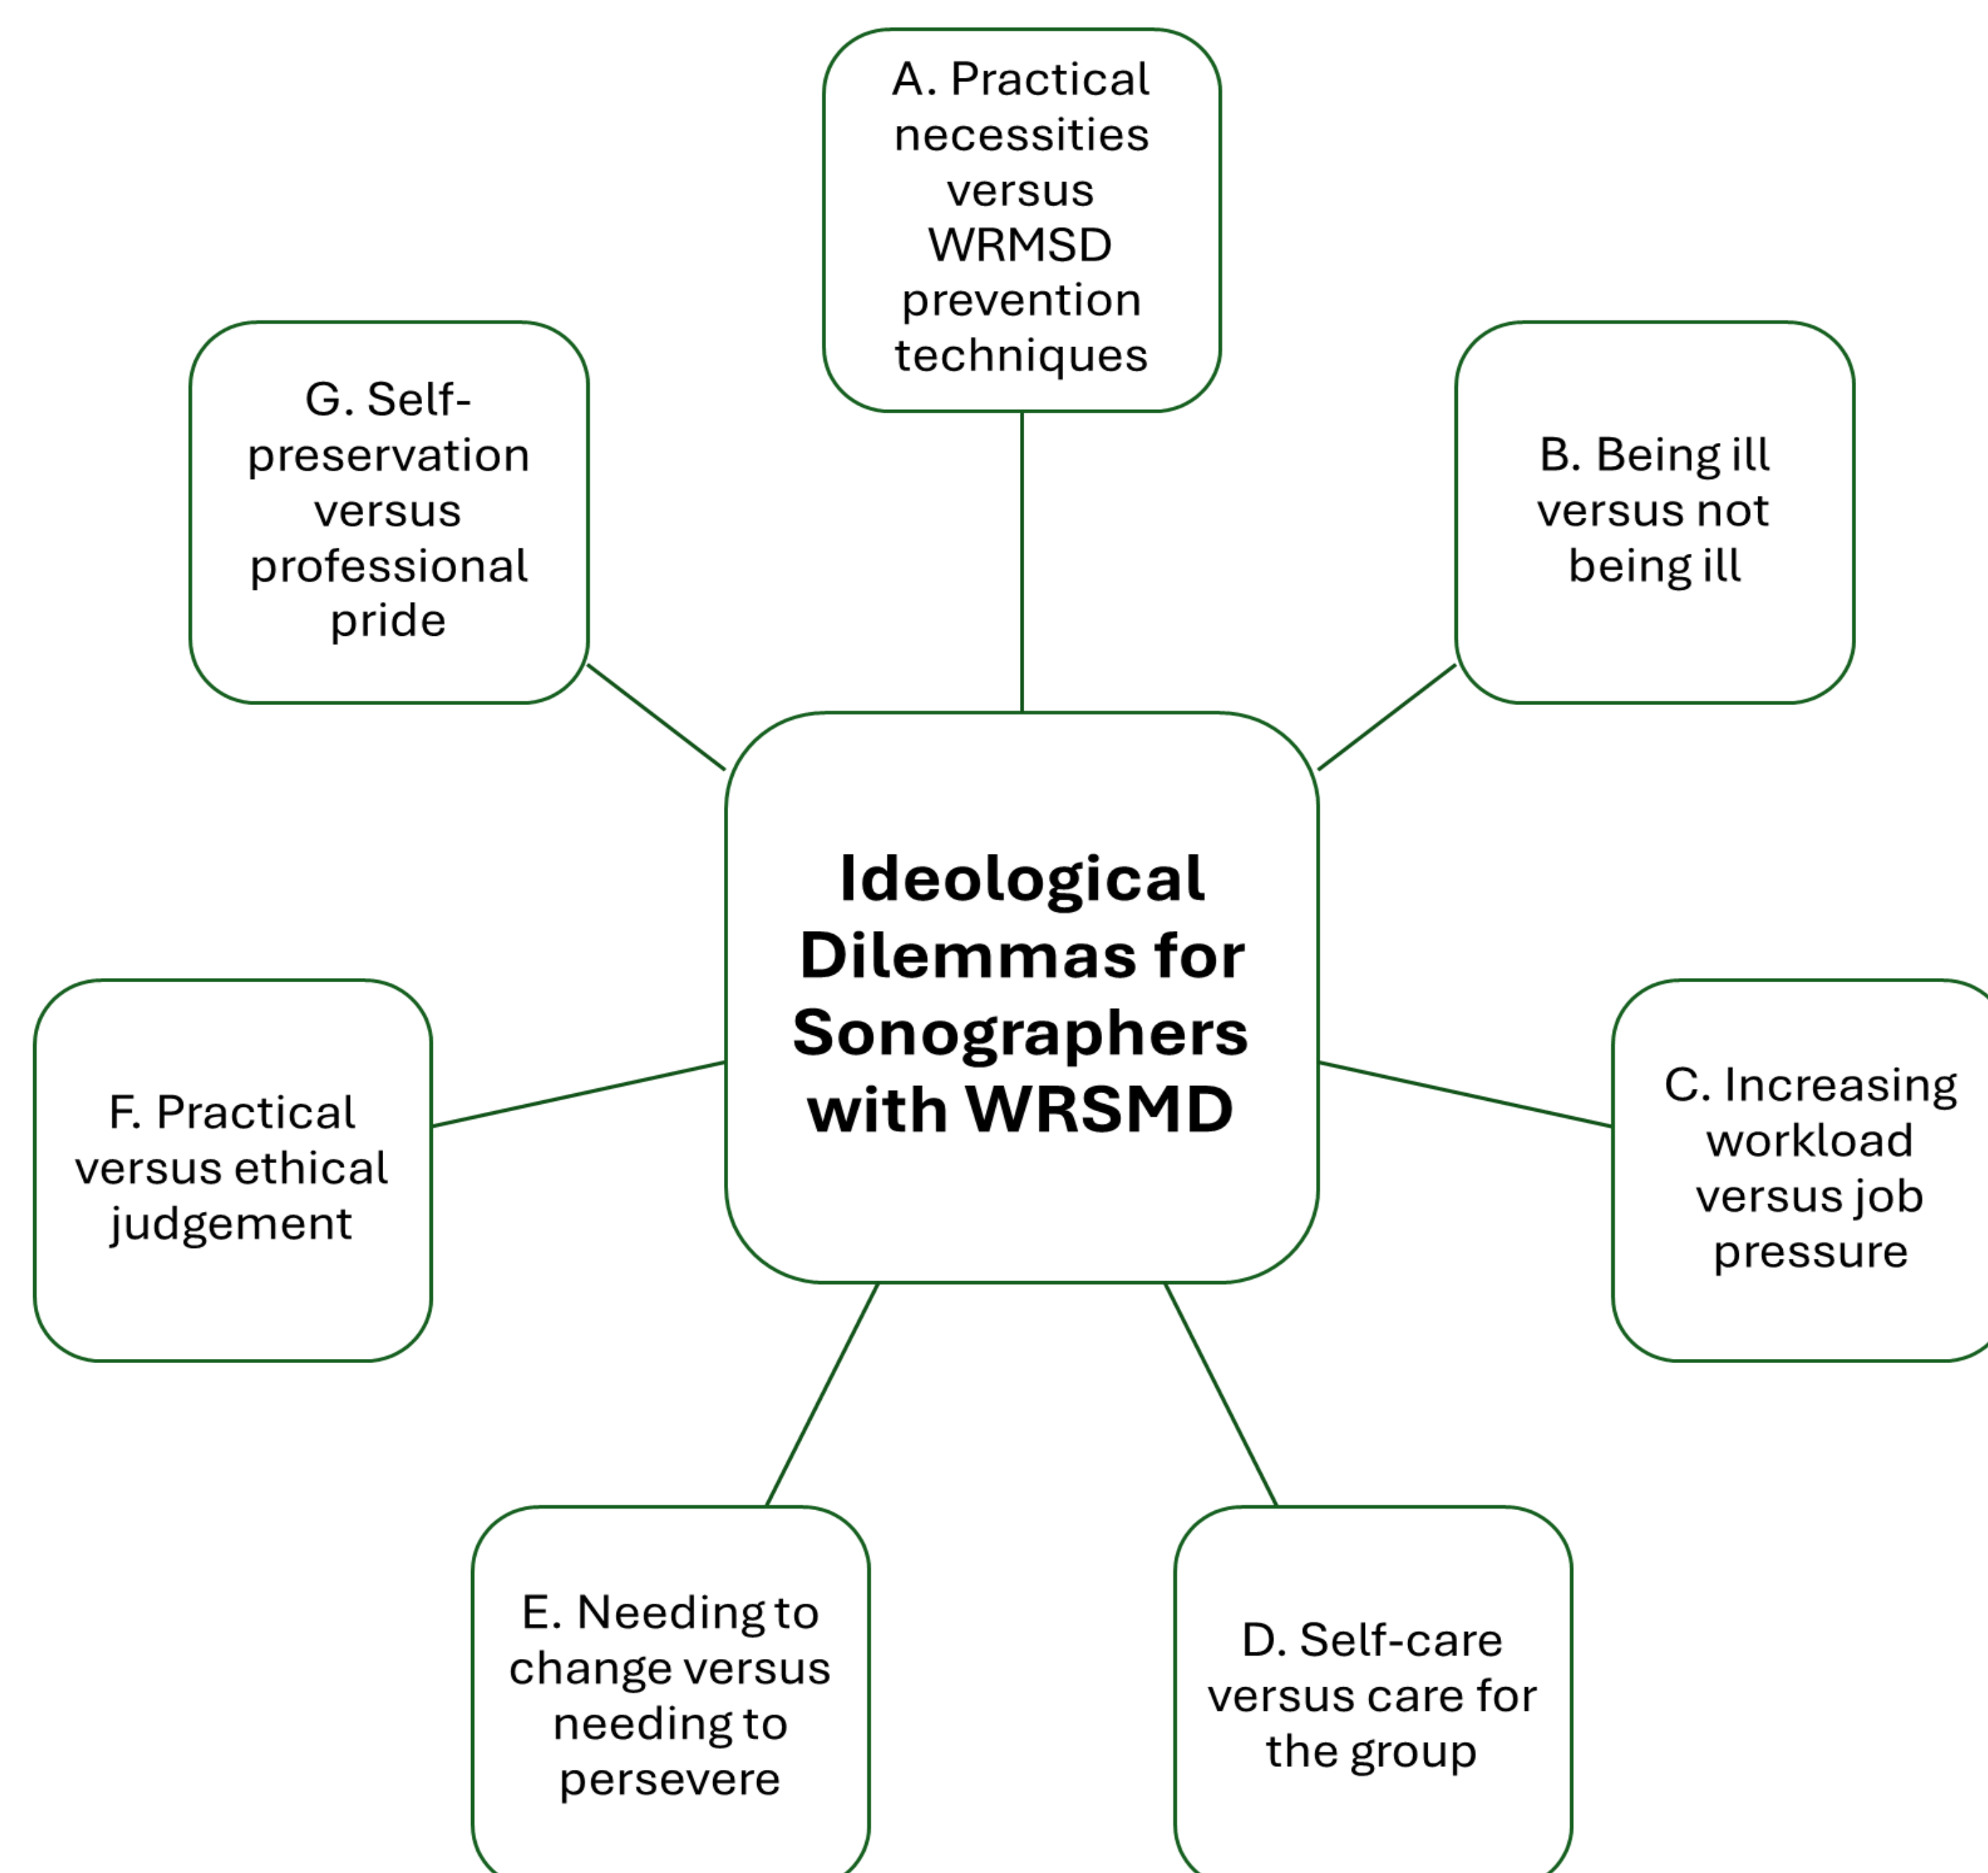 A. Practical
necessities
versus
WRMSD
prevention
techniques
B. Being ill
versus not
being ill
C. Increasing
workload
versus job
pressure
D. Self-care
versus care for
the group
E. Needing to
change versus
needing to
persevere
F. Practical
versus ethical
judgement
G. Self-
preservation
versus
professional
pride
Ideological
Dilemmas for
Sonographers
with WRSMD